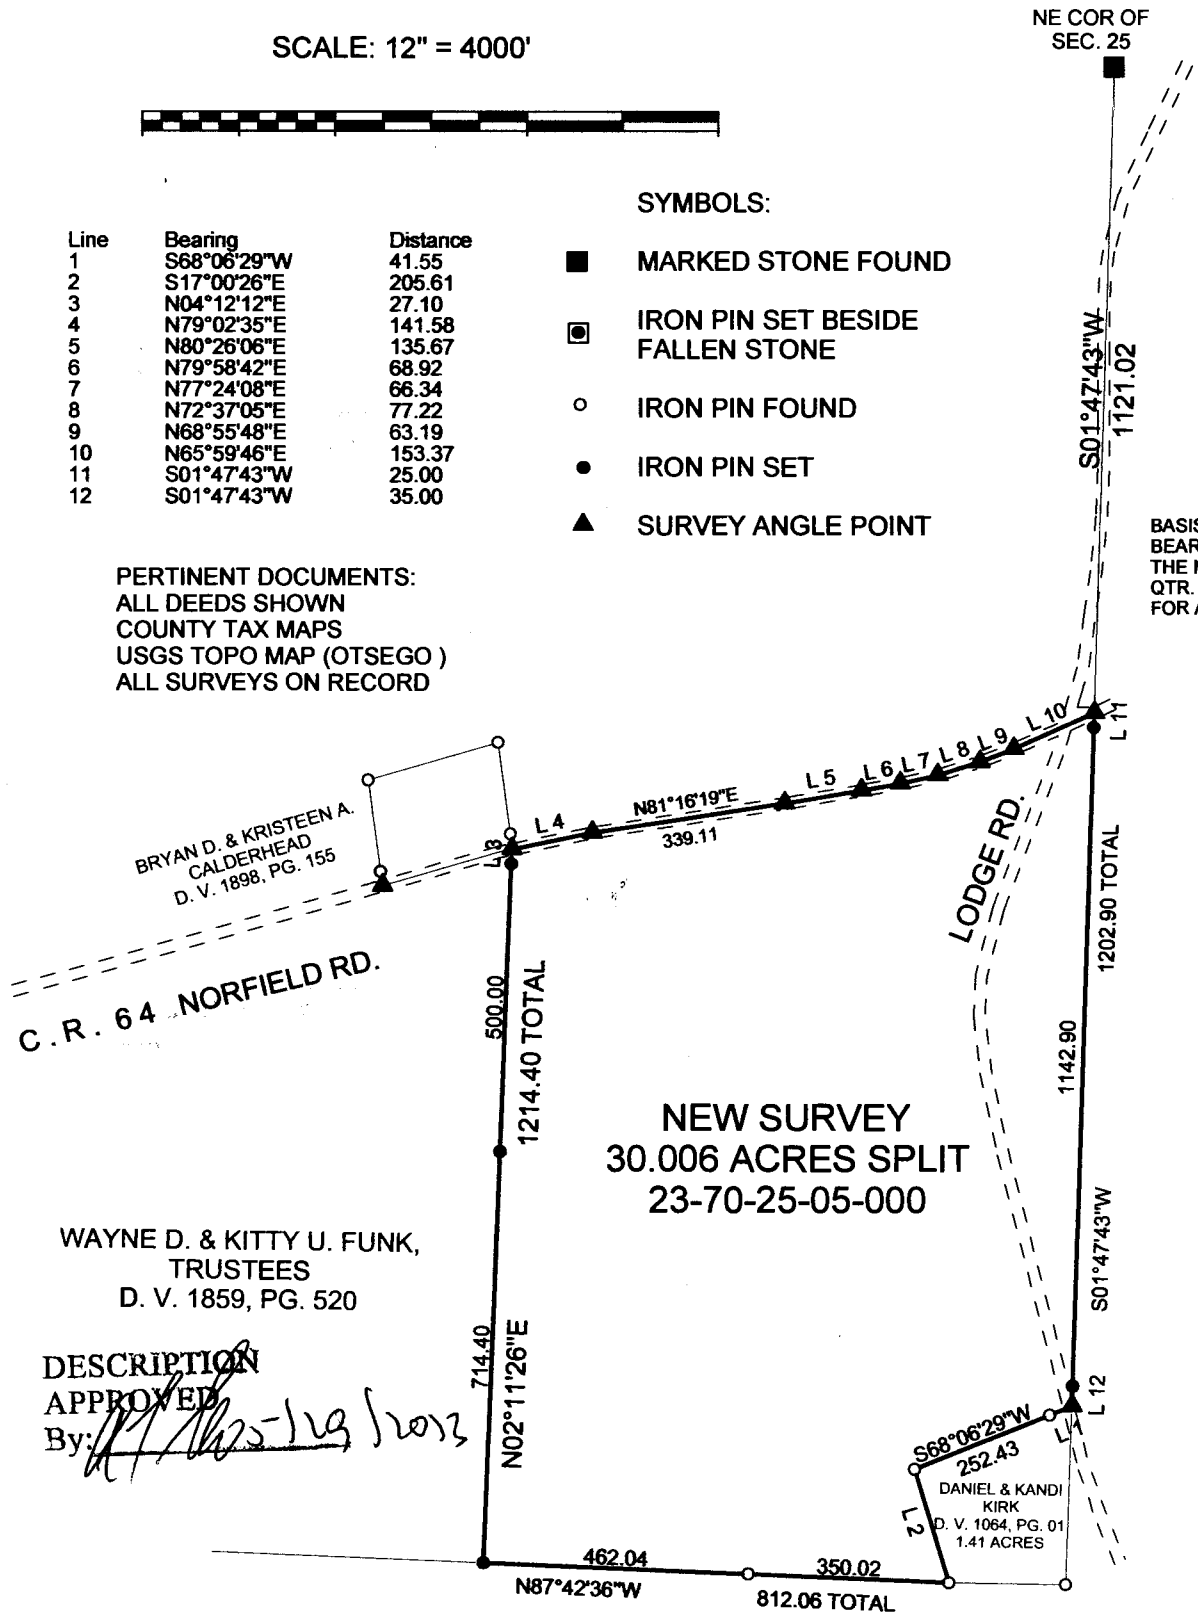 NE COR OF
SEC. 25
SCALE: 12" = 4000'
Line Bearing Distance
1 S68°06'29"W 41.55
2 S17°00'26"E 205.61
3 N04°12'12"E 27.10
4 N79°02'35"E 141.58
5 N80°26'06"E 135.67
6 N79°58'42"E 68.92
7 N77°24'08"E 66.34
8 N72°37'05"E 77.22
9 N68°55'48"E 63.19
10 N65°59'46"E 153.37
11 S01°47'43"W 25.00
12 S01°47'43"W 35.00
SYMBOLS:
MARKED STONE FOUND
IRON PIN SET BESIDE
FALLEN STONE
IRON PIN FOUND
IRON PIN SET
SURVEY ANGLE POINT
S01°47'43"W
1121.02
BASIS
BEAR
THE
QTR.
FOR A
PERTINENT DOCUMENTS:
ALL DEEDS SHOWN
COUNTY TAX MAPS
USGS TOPO MAP (OTSEGO )
ALL SURVEYS ON RECORD
BRYAN D. & KRISTEEN A.
CALDERHEAD
D. V. 1898, PG. 155
L 3
L 4
N81°16'19"E
339.11
L 5
L 6
L 7
L 8
L 9
L 10
L 11
C.R. 64 NORFIELD RD.
LODGE RD.
500.00
1214.40 TOTAL
1202.90 TOTAL
1142.90
NEW SURVEY
30.006 ACRES SPLIT
23-70-25-05-000
S01°47'43"W
WAYNE D. & KITTY U. FUNK,
TRUSTEES
D. V. 1859, PG. 520
714.40
N02°11'26"E
DESCRIPTION
APPROVED
By:
L 12
L 1
S68°06'29"W
252.43
L 2
DANIEL & KANDI
KIRK
D. V. 1064, PG. 01
1.41 ACRES
462.04
N87°42'36"W
350.02
812.06 TOTAL